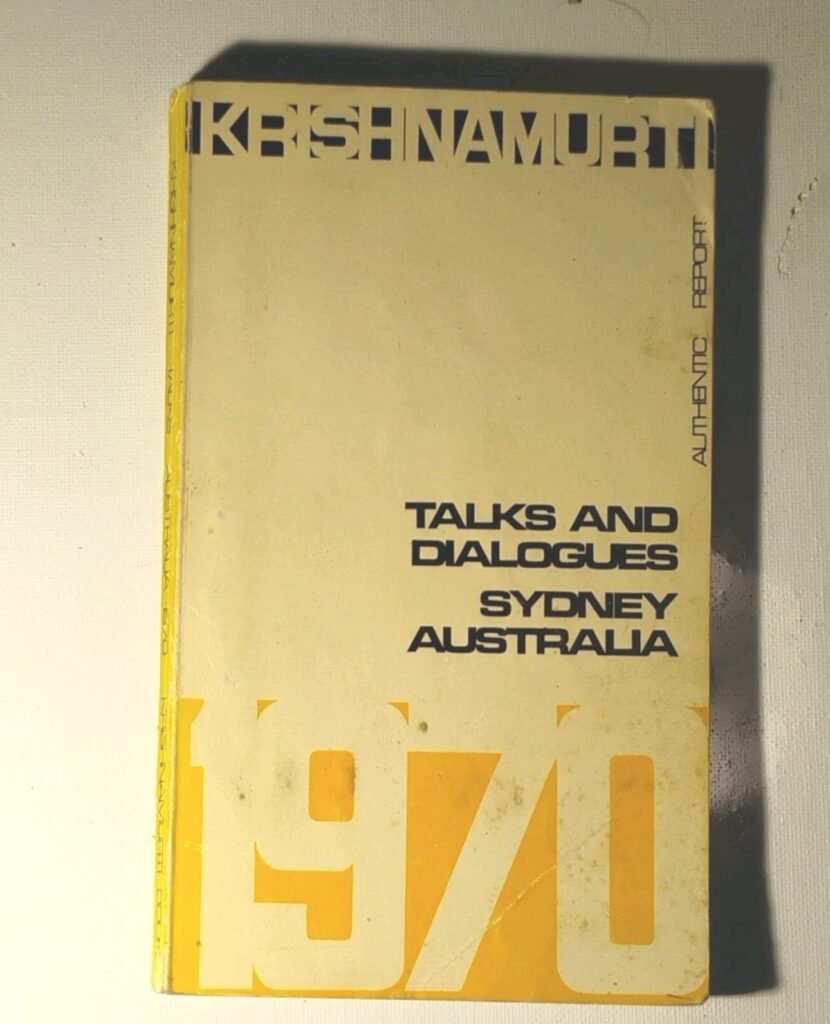 KRISHNAMURTI
AUTHENTIC REPORT
TALKS AND
DIALOGUES
SYDNEY
AUSTRALIA
1970